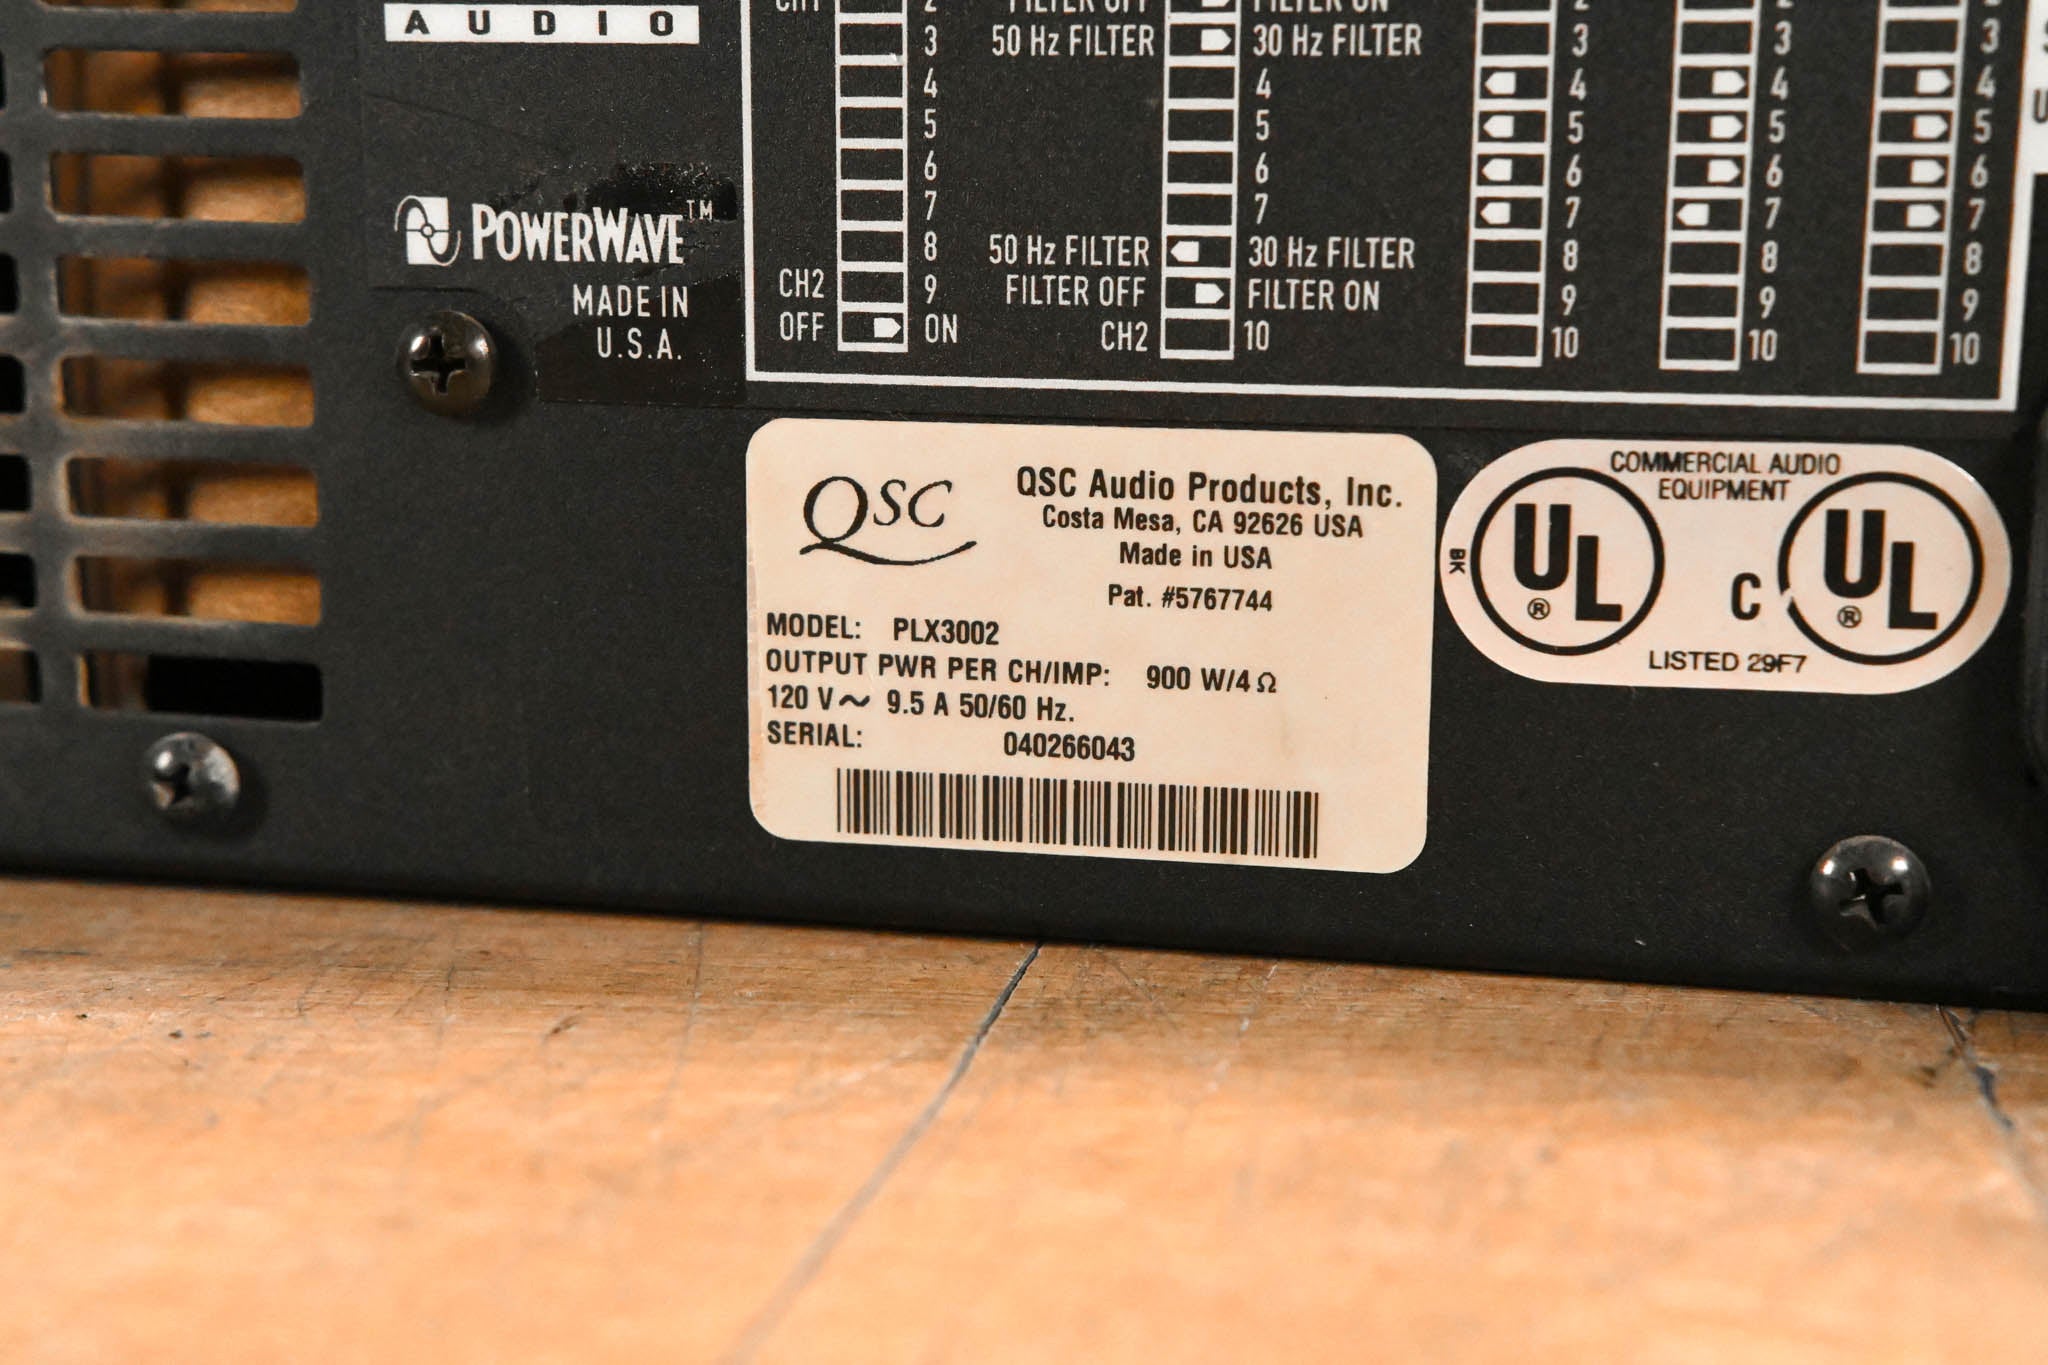 AUDIO
CH1 2 FILTER OFF FILTER ON 2 2
3 50 Hz FILTER 30 Hz FILTER 3 3 3
4 4 4 4 4
5 5 5 5 5
6 6 6 6 6
7 7 7 7 7
8 50 Hz FILTER 30 Hz FILTER 8 8 8
CH2 9 FILTER OFF FILTER ON 9 9 9
OFF ON CH2 10 10 10 10
POWERWAVE™
MADE IN
U.S.A.
QSC
QSC Audio Products, Inc.
Costa Mesa, CA 92626 USA
Made in USA
Pat. #5767744
MODEL: PLX3002
OUTPUT PWR PER CH/IMP: 900 W/4 Ω
120 V~ 9.5 A 50/60 Hz.
SERIAL: 040266043
COMMERCIAL AUDIO
EQUIPMENT
BK
UL ®
C UL ®
LISTED 29F7